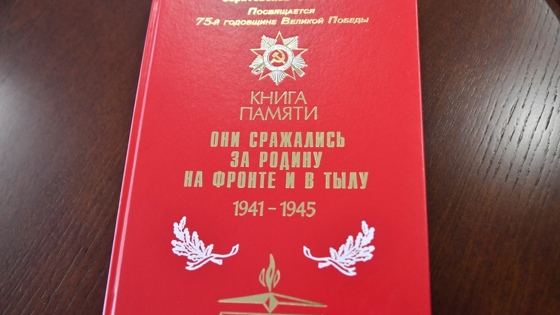 Посвящается
75-й годовщине Великой Победы
КНИГА
ПАМЯТИ
ОНИ СРАЖАЛИСЬ
ЗА РОДИНУ
НА ФРОНТЕ И В ТЫЛУ
1941-1945